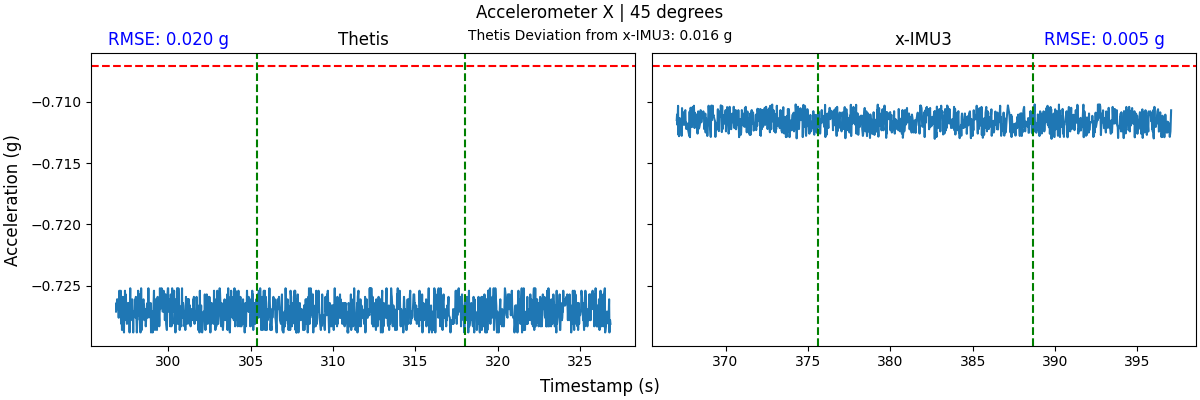 Accelerometer X | 45 degrees
RMSE: 0.020 g
Thetis
Thetis Deviation from x-IMU3: 0.016 g
x-IMU3
RMSE: 0.005 g
Acceleration (g)
−0.710
−0.715
−0.720
−0.725
300 305 310 315 320 325
370 375 380 385 390 395
Timestamp (s)